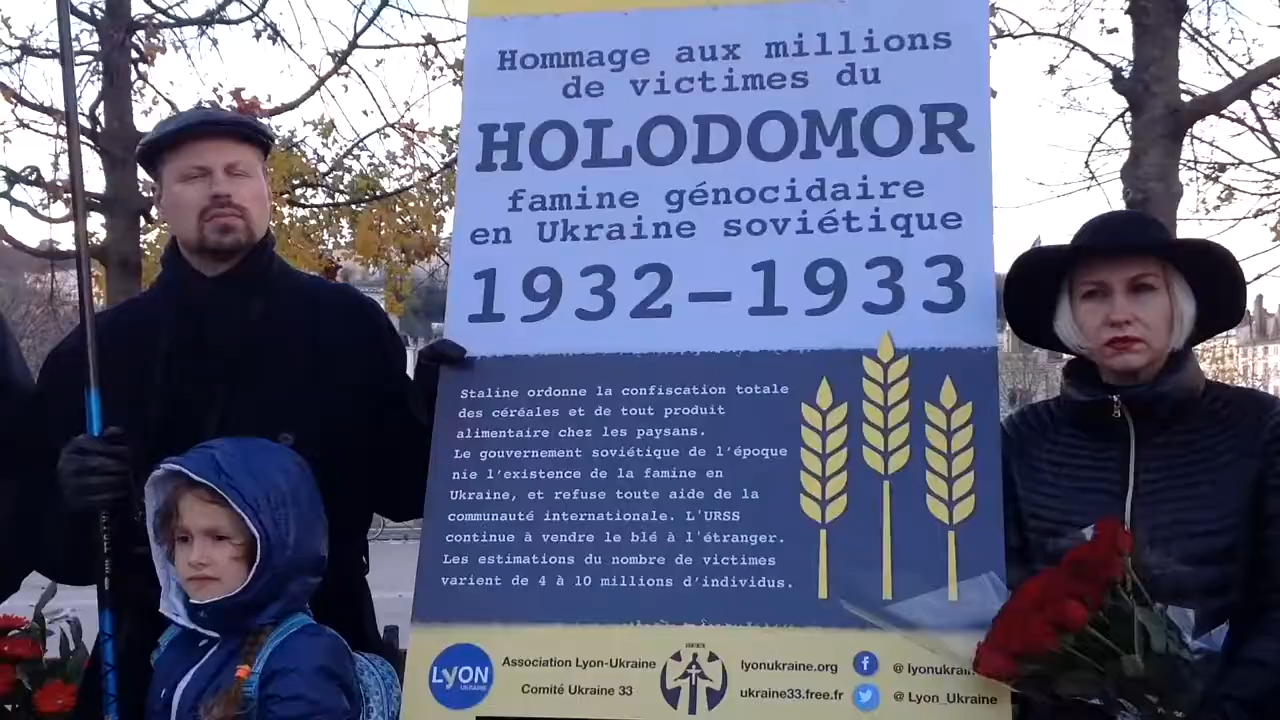 Hommage aux millions
de victimes du
HOLODOMOR
famine génocidaire
en Ukraine soviétique
1932-1933
Staline ordonne la confiscation totale
des céréales et de tout produit
alimentaire chez les paysans.
Le gouvernement soviétique de l'époque
nie l'existence de la famine en
Ukraine, et refuse toute aide de la
communauté internationale. L'URSS
continue à vendre le blé à l'étranger.
Les estimations du nombre de victimes
varient de 4 à 10 millions d'individus.
LYON
UKRAINE
Association Lyon-Ukraine
Comité Ukraine 33
lyonukraine.org
ukraine33.free.fr
@ Lyon_Ukraine